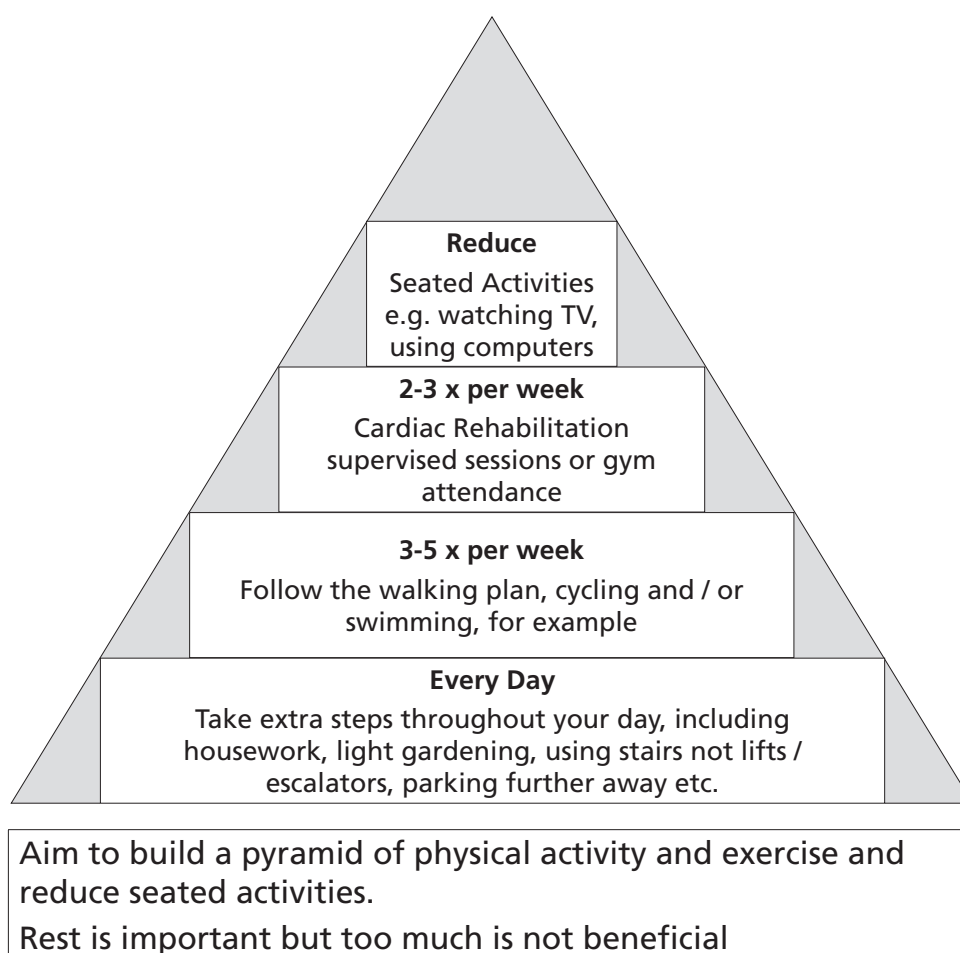 Reduce
Seated Activities
e.g. watching TV,
using computers
2-3 x per week
Cardiac Rehabilitation
supervised sessions or gym
attendance
3-5 x per week
Follow the walking plan, cycling and / or
swimming, for example
Every Day
Take extra steps throughout your day, including
housework, light gardening, using stairs not lifts /
escalators, parking further away etc.
Aim to build a pyramid of physical activity and exercise and
reduce seated activities.
Rest is important but too much is not beneficial